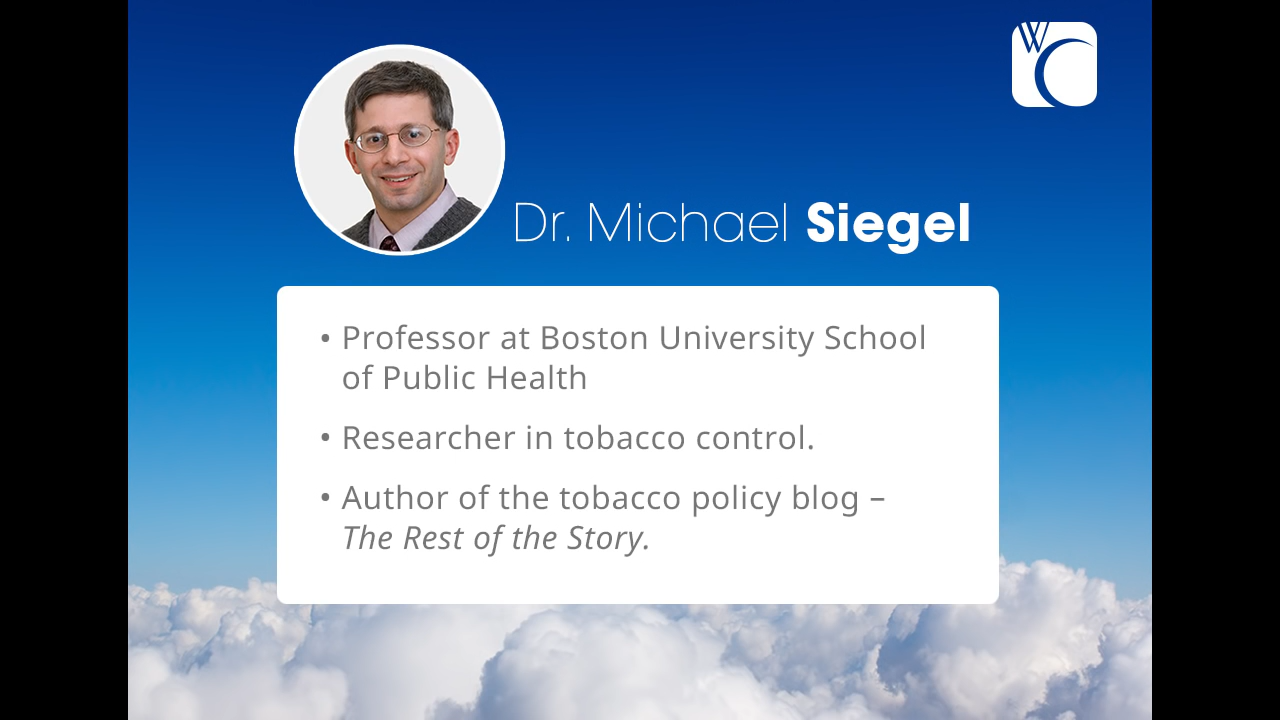 WC
Dr. Michael Siegel
• Professor at Boston University School
of Public Health
• Researcher in tobacco control.
• Author of the tobacco policy blog –
The Rest of the Story.